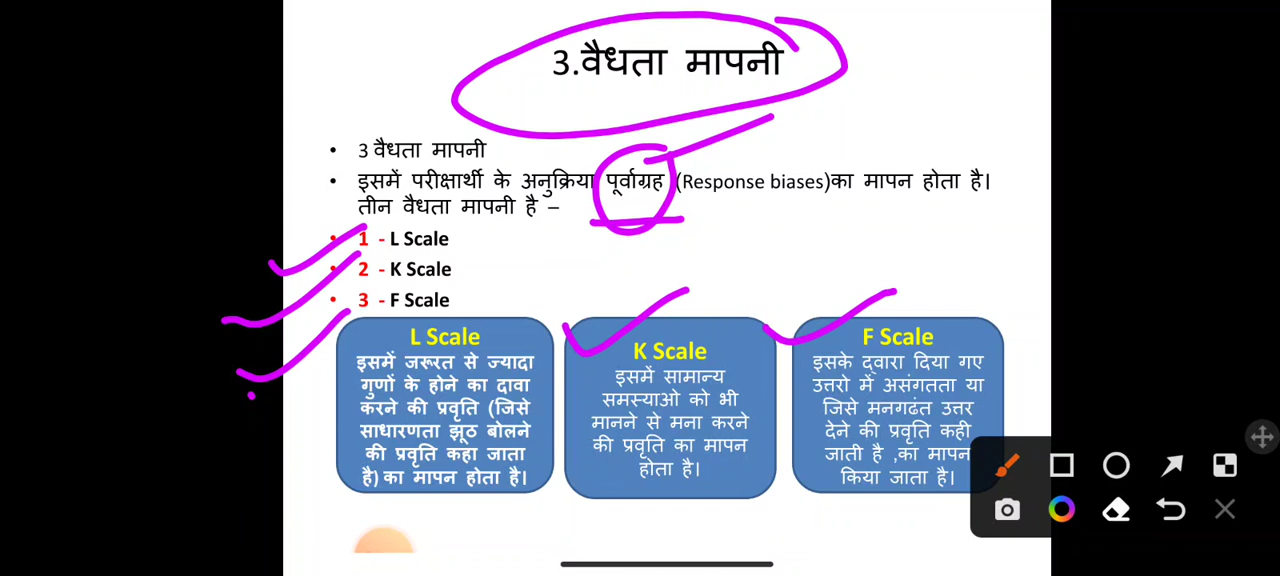 3.वैधता मापनी
• 3 वैधता मापनी
• इसमें परीक्षार्थी के अनुक्रिया पूर्वाग्रह (Response biases)का मापन होता है।
तीन वैधता मापनी है –
• 1 - L Scale
• 2 - K Scale
• 3 - F Scale
L Scale
इसमें जरूरत से ज्यादा
गुणों के होने का दावा
करने की प्रवृति (जिसे
साधारणता झूठ बोलने
की प्रवृति कहा जाता
है) का मापन होता है।
K Scale
इसमें सामान्य
समस्याओ को भी
मानने से मना करने
की प्रवृति का मापन
होता है।
F Scale
इसके द्वारा दिया गए
उत्तरो में असंगतता या
जिसे मनगढंत उत्तर
देने की प्रवृति कही
जाती है ,का मापन
किया जाता है।